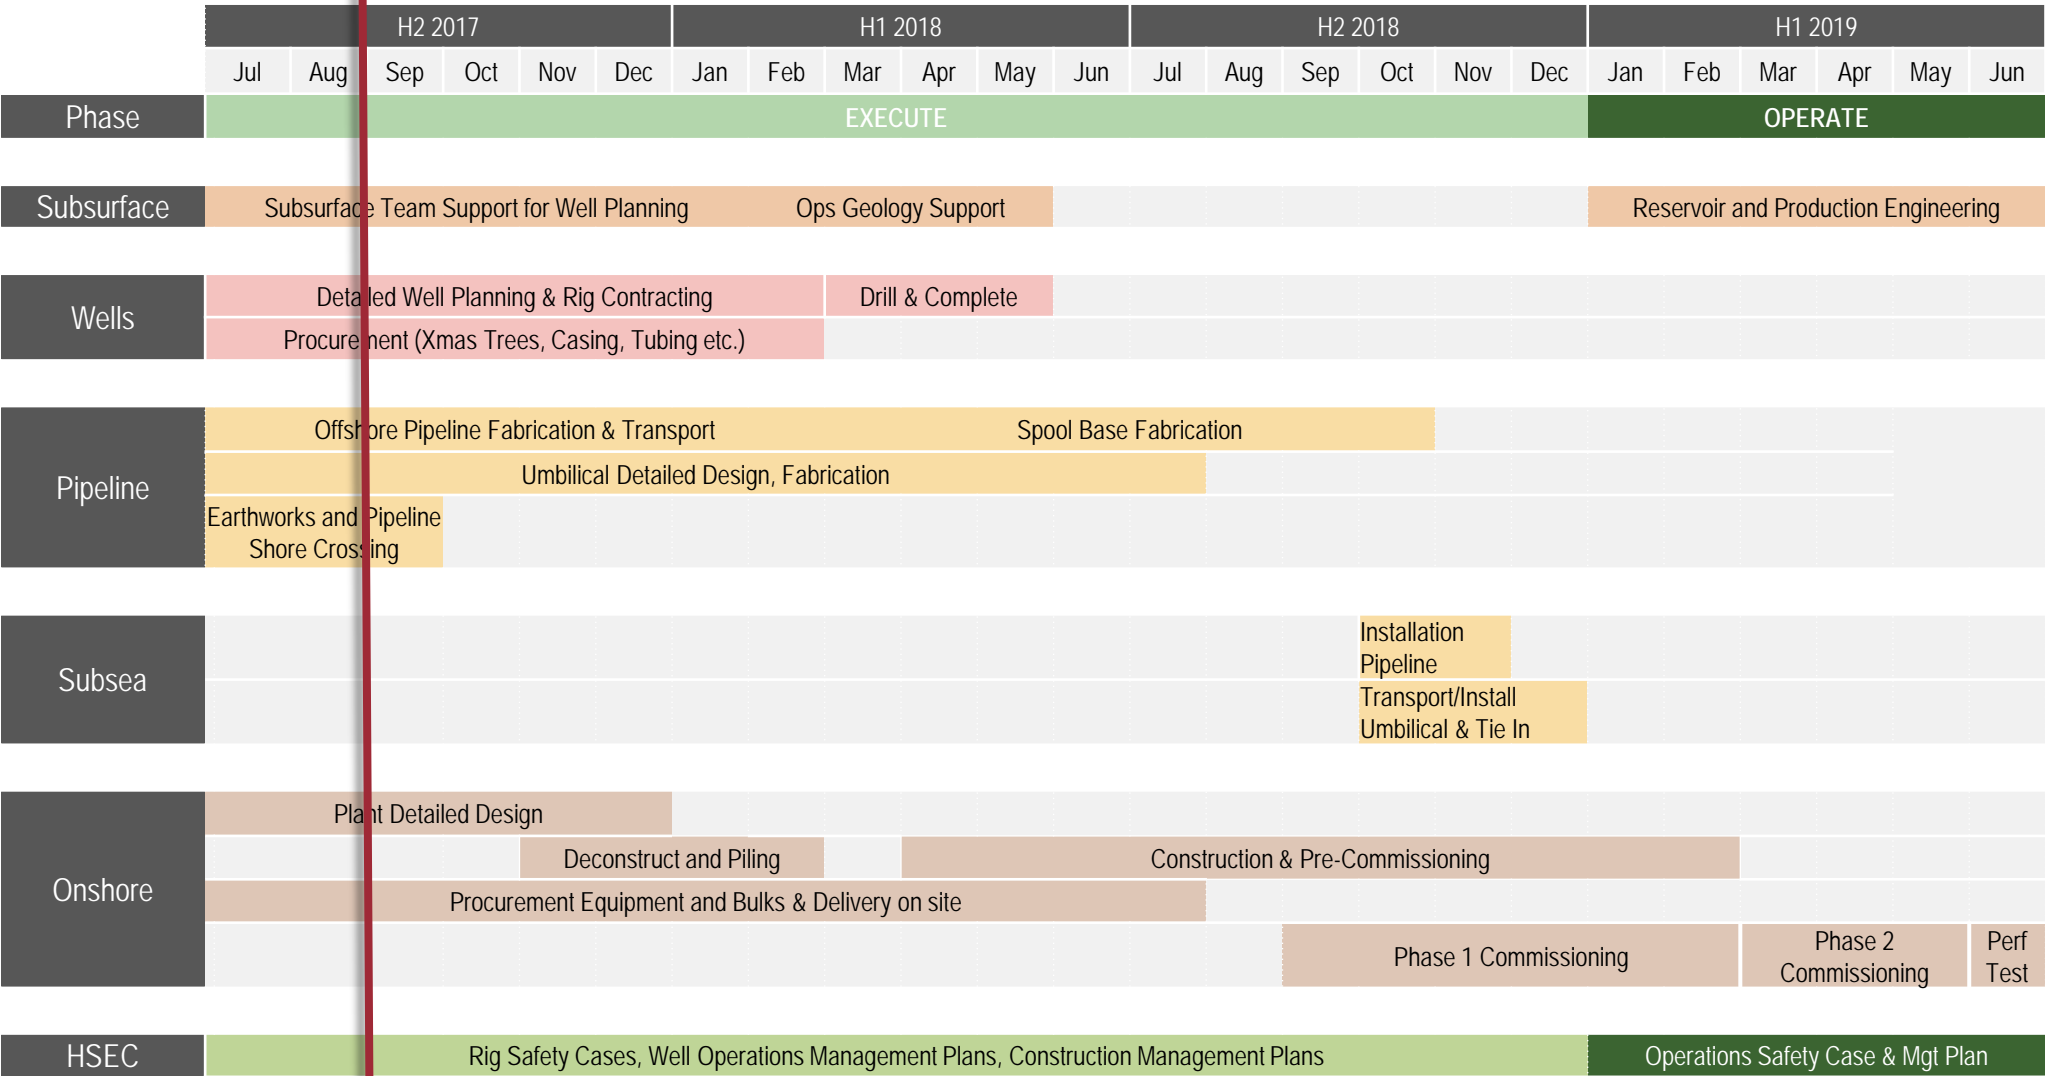 H2 2017 H1 2018 H2 2018 H1 2019
Jul Aug Sep Oct Nov Dec Jan Feb Mar Apr May Jun Jul Aug Sep Oct Nov Dec Jan Feb Mar Apr May Jun
Phase EXECUTE OPERATE
Subsurface Subsurface Team Support for Well Planning Ops Geology Support Reservoir and Production Engineering
Wells
Detailed Well Planning & Rig Contracting Drill & Complete
Procurement (Xmas Trees, Casing, Tubing etc.)
Pipeline
Offshore Pipeline Fabrication & Transport Spool Base Fabrication
Umbilical Detailed Design, Fabrication
Earthworks and Pipeline
Shore Crossing
Subsea
Installation
Pipeline
Transport/Install
Umbilical & Tie In
Onshore
Plant Detailed Design
Deconstruct and Piling Construction & Pre-Commissioning
Procurement Equipment and Bulks & Delivery on site
Phase 1 Commissioning
Phase 2
Commissioning
Perf
Test
HSEC Rig Safety Cases, Well Operations Management Plans, Construction Management Plans Operations Safety Case & Mgt Plan